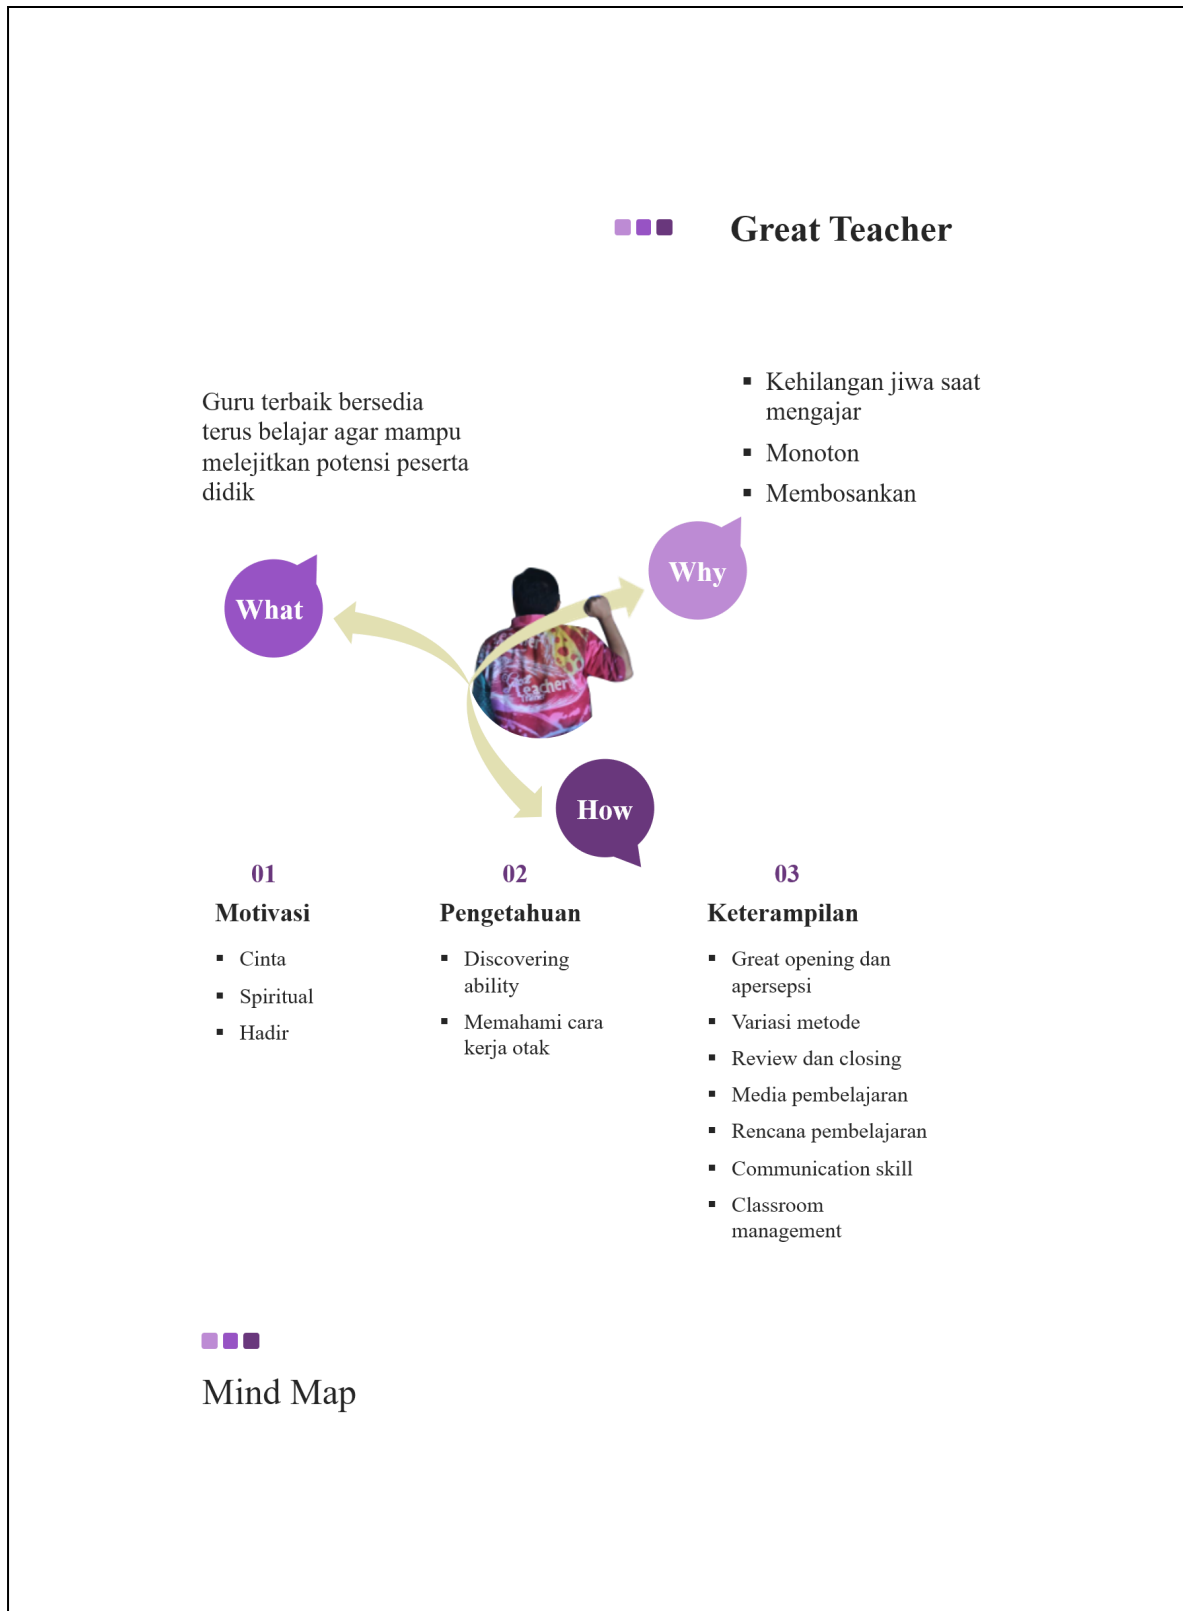 Great Teacher
Guru terbaik bersedia
terus belajar agar mampu
melejitkan potensi peserta
didik
▪ Kehilangan jiwa saat
mengajar
▪ Monoton
▪ Membosankan
What
Why
Teacher
How
01
Motivasi
▪ Cinta
▪ Spiritual
▪ Hadir
02
Pengetahuan
▪ Discovering
ability
▪ Memahami cara
kerja otak
03
Keterampilan
▪ Great opening dan
apersepsi
▪ Variasi metode
▪ Review dan closing
▪ Media pembelajaran
▪ Rencana pembelajaran
▪ Communication skill
▪ Classroom
management
Mind Map